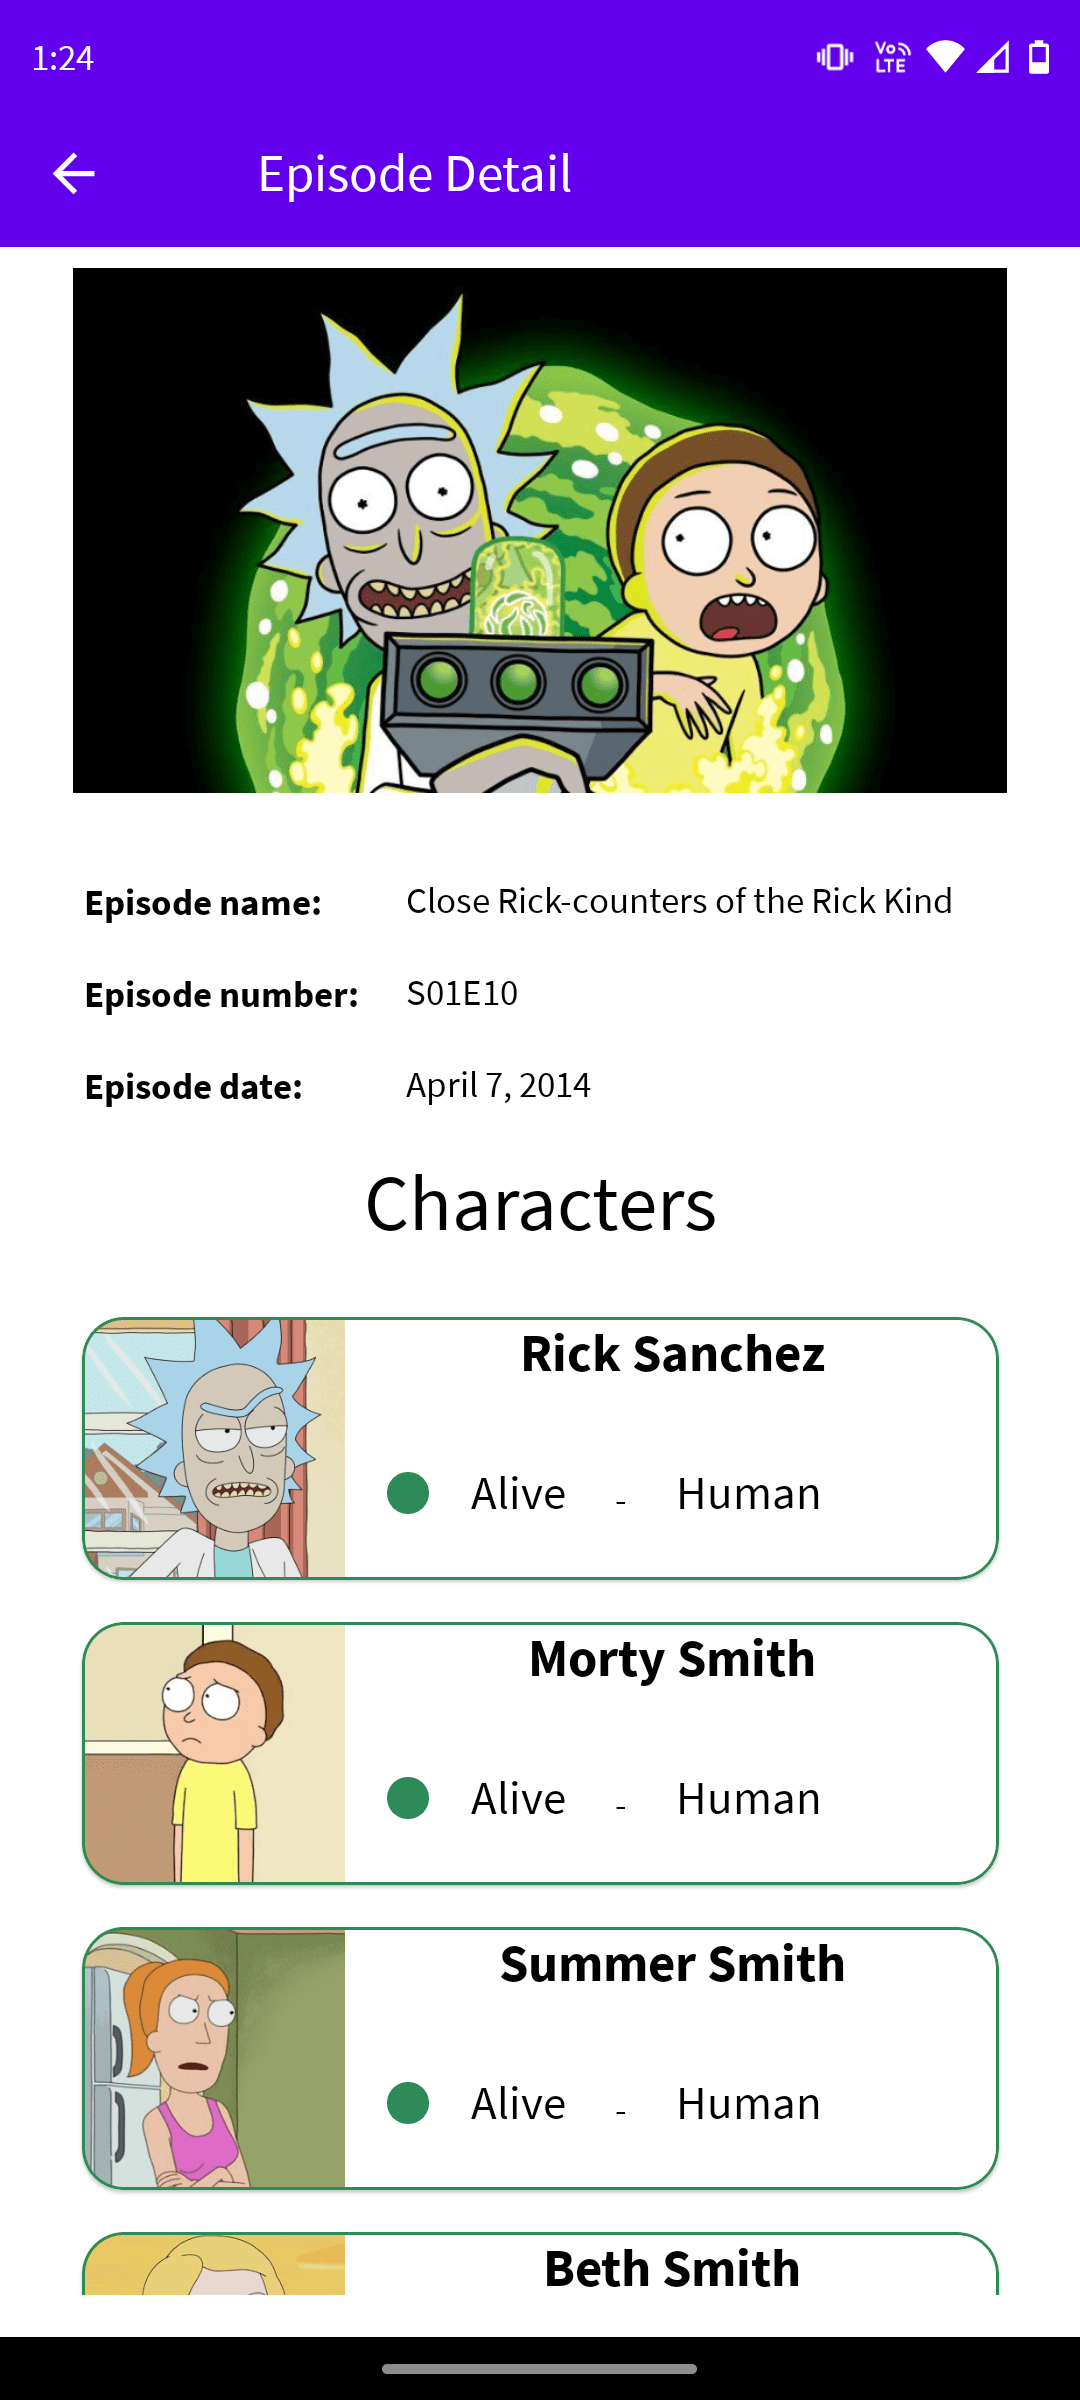 1:24
Vo
LTE
Episode Detail
Episode name: Close Rick-counters of the Rick Kind
Episode number: S01E10
Episode date: April 7, 2014
Characters
Rick Sanchez
Alive - Human
Morty Smith
Alive - Human
Summer Smith
Alive - Human
Beth Smith